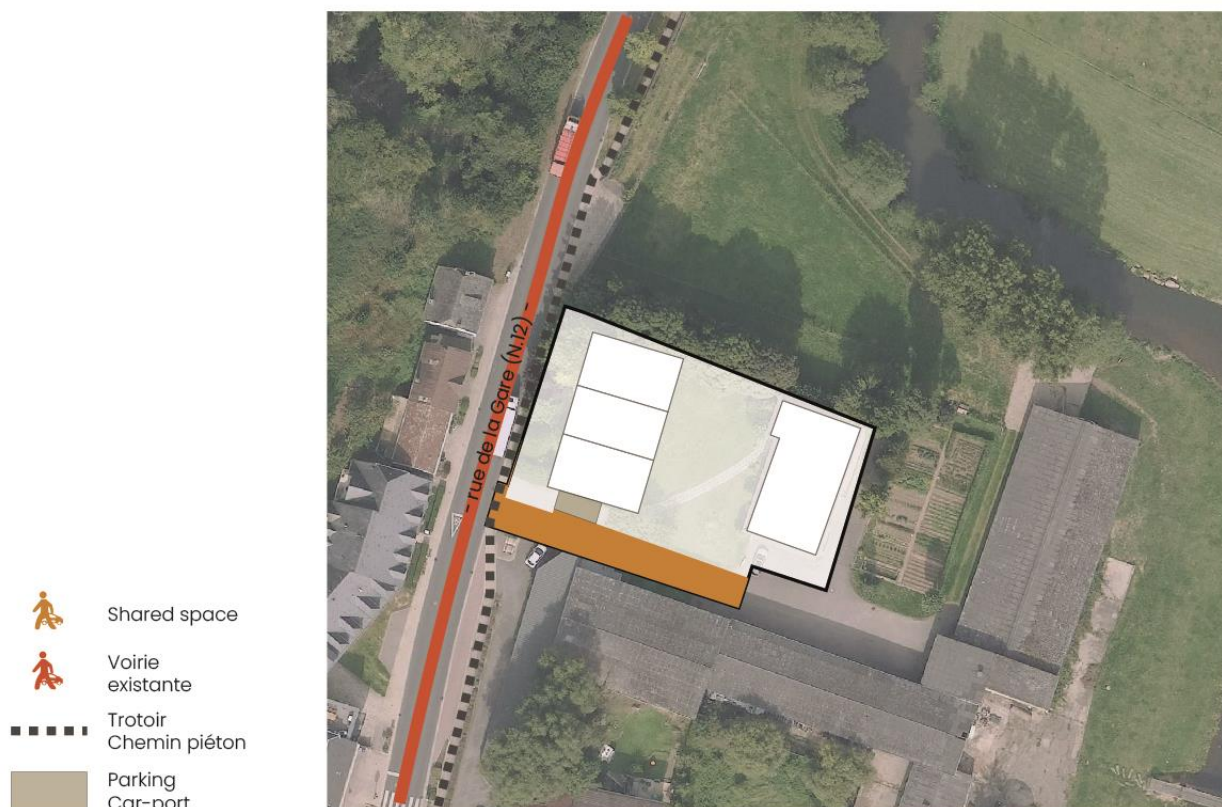 - rue de la Gare (N.12) -
Shared space
Voirie
existante
Trotoir
Chemin piéton
Parking
Car-port